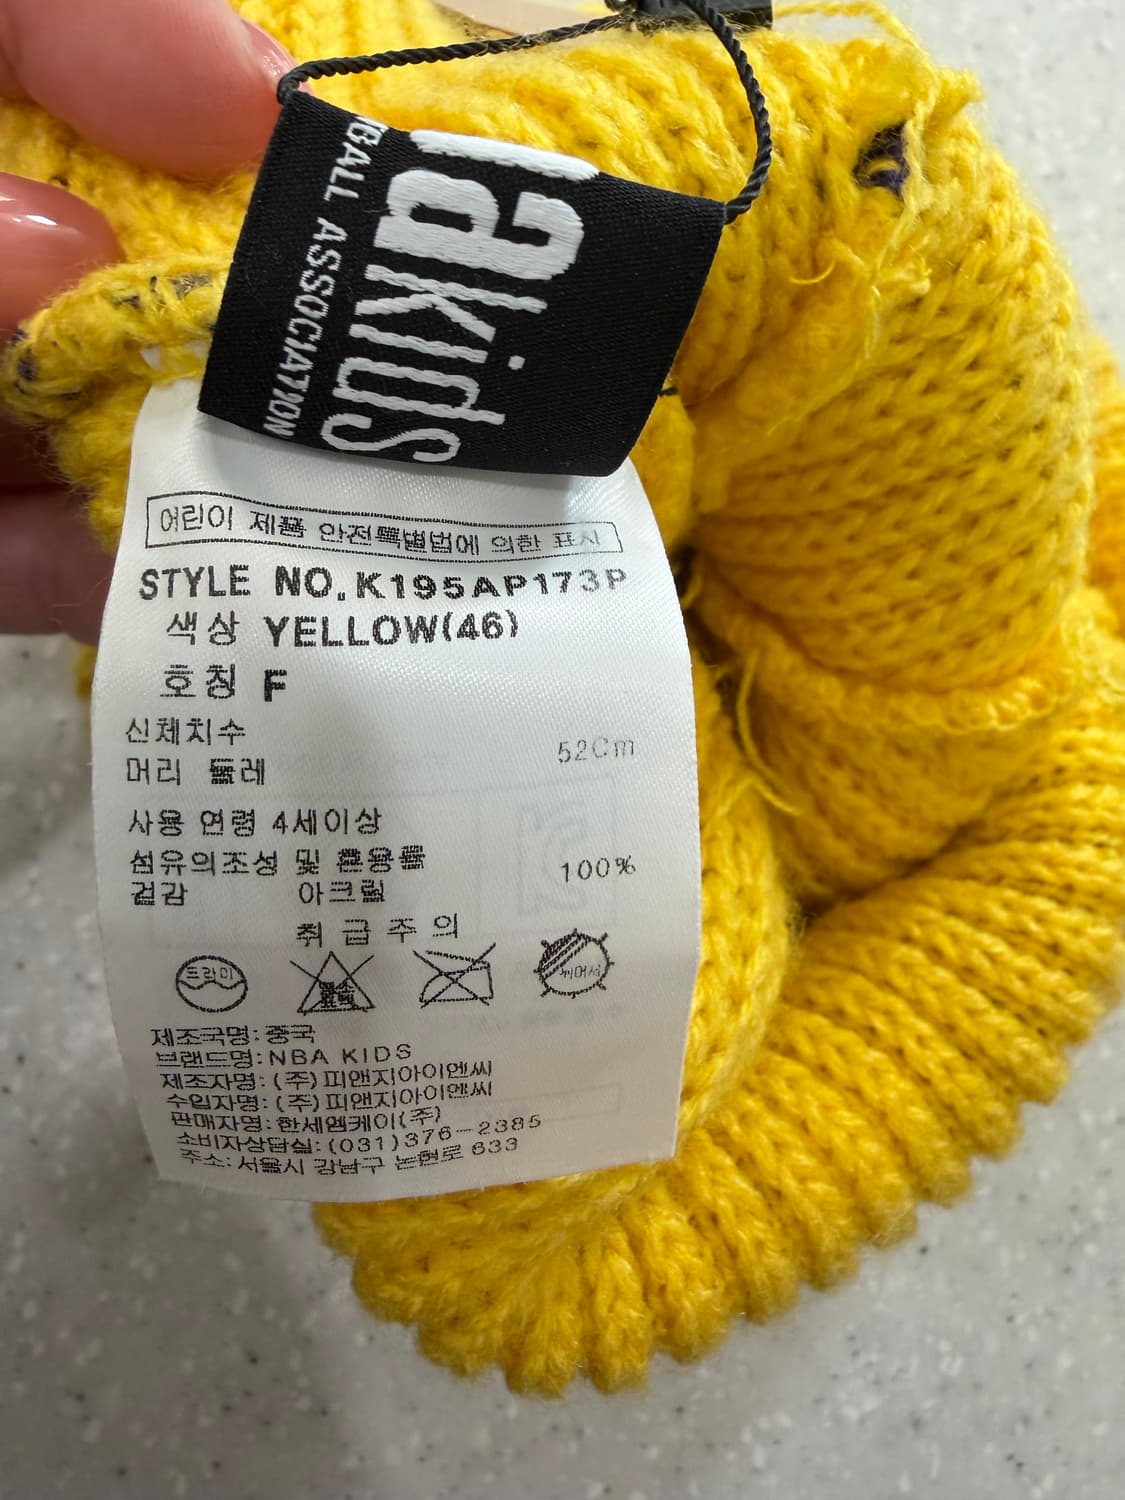 akids
BALL ASSOCIATION
어린이 제품 안전특별법에 의한 표시
STYLE NO.K195AP173P
색상 YELLOW(46)
호칭 F
신체치수
머리 둘레 52Cm
사용 연령 4세이상
섬유의조성 및 혼용률
겉감 아크릴 100%
취급주의
드라이
표백
제조국명:중국
브랜드명:NBA KIDS
제조자명:(주)피앤지아이엔씨
수입자명:(주)피앤지아이엔씨
판매자명:한세엠케이(주)
소비자상담실:(031)376-2385
주소:서울시 강남구 논현로 633